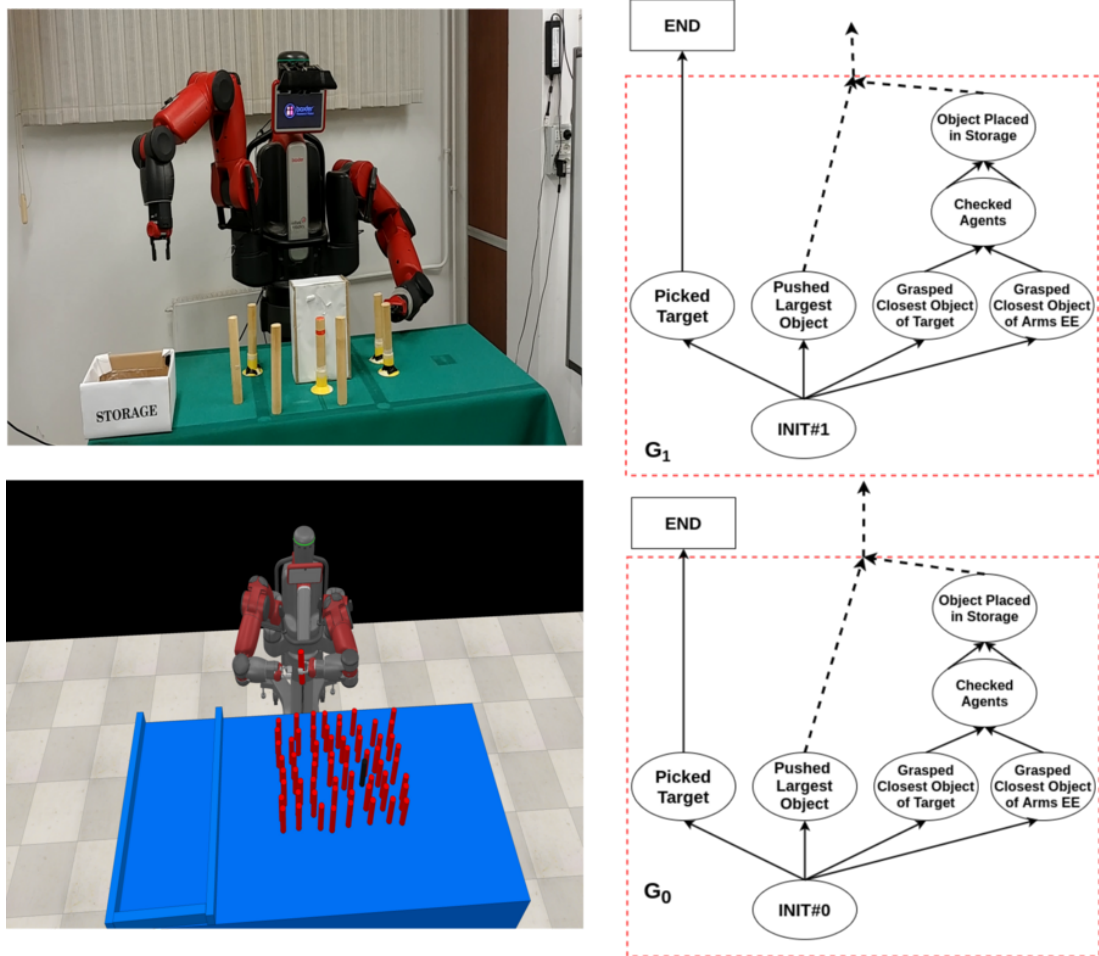 STORAGE
END
Object Placed
in Storage
Checked
Agents
Picked
Target
Pushed
Largest
Object
Grasped
Closest Object
of Target
Grasped
Closest Object
of Arms EE
INIT#1
G1
END
Object Placed
in Storage
Checked
Agents
Picked
Target
Pushed
Largest
Object
Grasped
Closest Object
of Target
Grasped
Closest Object
of Arms EE
INIT#0
G0